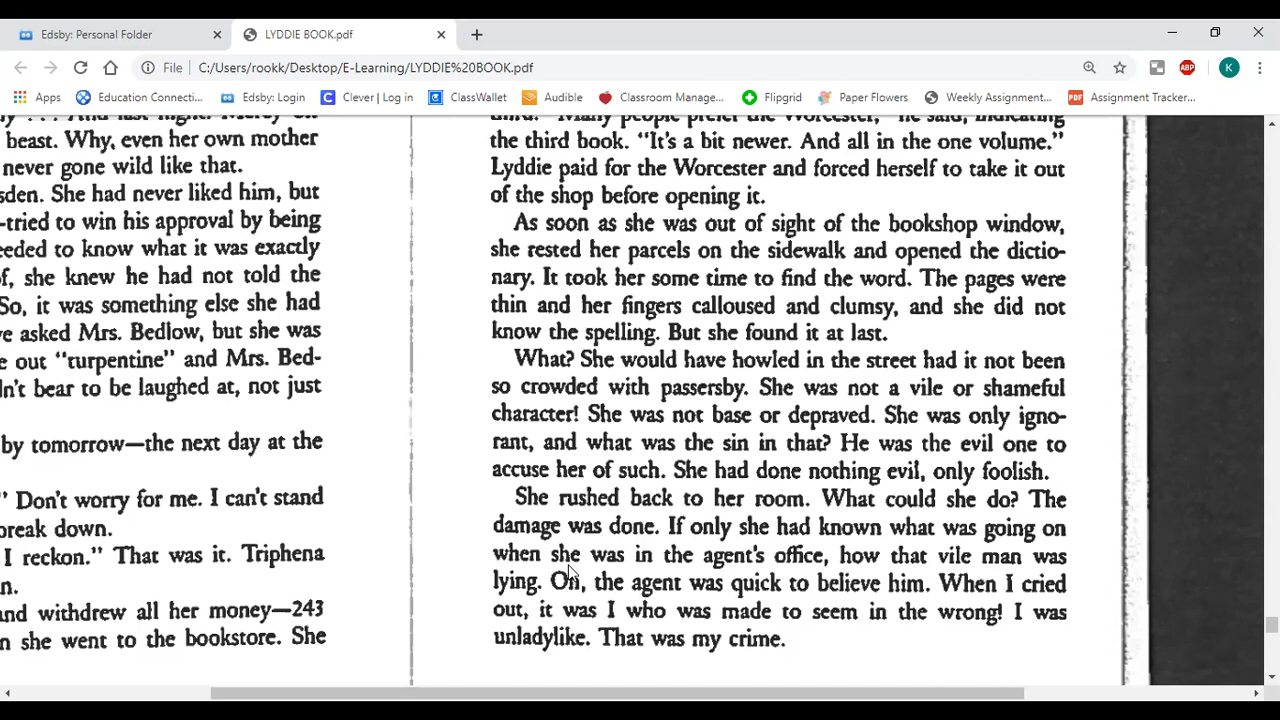 Edsby: Personal Folder
LYDDIE BOOK.pdf
File
C:/Users/rookk/Desktop/E-Learning/LYDDIE%20BOOK.pdf
ABP
K
Apps
Education Connecti...
Edsby: Login
Clever | Log in
ClassWallet
Audible
Classroom Manage...
Flipgrid
Paper Flowers
Weekly Assignment...
PDF
Assignment Tracker...
beast. Why, even her own mother
never gone wild like that.
sden. She had never liked him, but
-tried to win his approval by being
eeded to know what it was exactly
of, she knew he had not told the
So, it was something else she had
ve asked Mrs. Bedlow, but she was
e out "turpentine" and Mrs. Bed-
dn't bear to be laughed at, not just
by tomorrow—the next day at the
" Don't worry for me. I can't stand
break down.
I reckon." That was it. Triphena
n.
and withdrew all her money—243
n she went to the bookstore. She
third. "Many people prefer the Worcester," he said, indicating
the third book. "It's a bit newer. And all in the one volume."
Lyddie paid for the Worcester and forced herself to take it out
of the shop before opening it.
As soon as she was out of sight of the bookshop window,
she rested her parcels on the sidewalk and opened the dictio-
nary. It took her some time to find the word. The pages were
thin and her fingers calloused and clumsy, and she did not
know the spelling. But she found it at last.
What? She would have howled in the street had it not been
so crowded with passersby. She was not a vile or shameful
character! She was not base or depraved. She was only igno-
rant, and what was the sin in that? He was the evil one to
accuse her of such. She had done nothing evil, only foolish.
She rushed back to her room. What could she do? The
damage was done. If only she had known what was going on
when she was in the agent's office, how that vile man was
lying. Oh, the agent was quick to believe him. When I cried
out, it was I who was made to seem in the wrong! I was
unladylike. That was my crime.